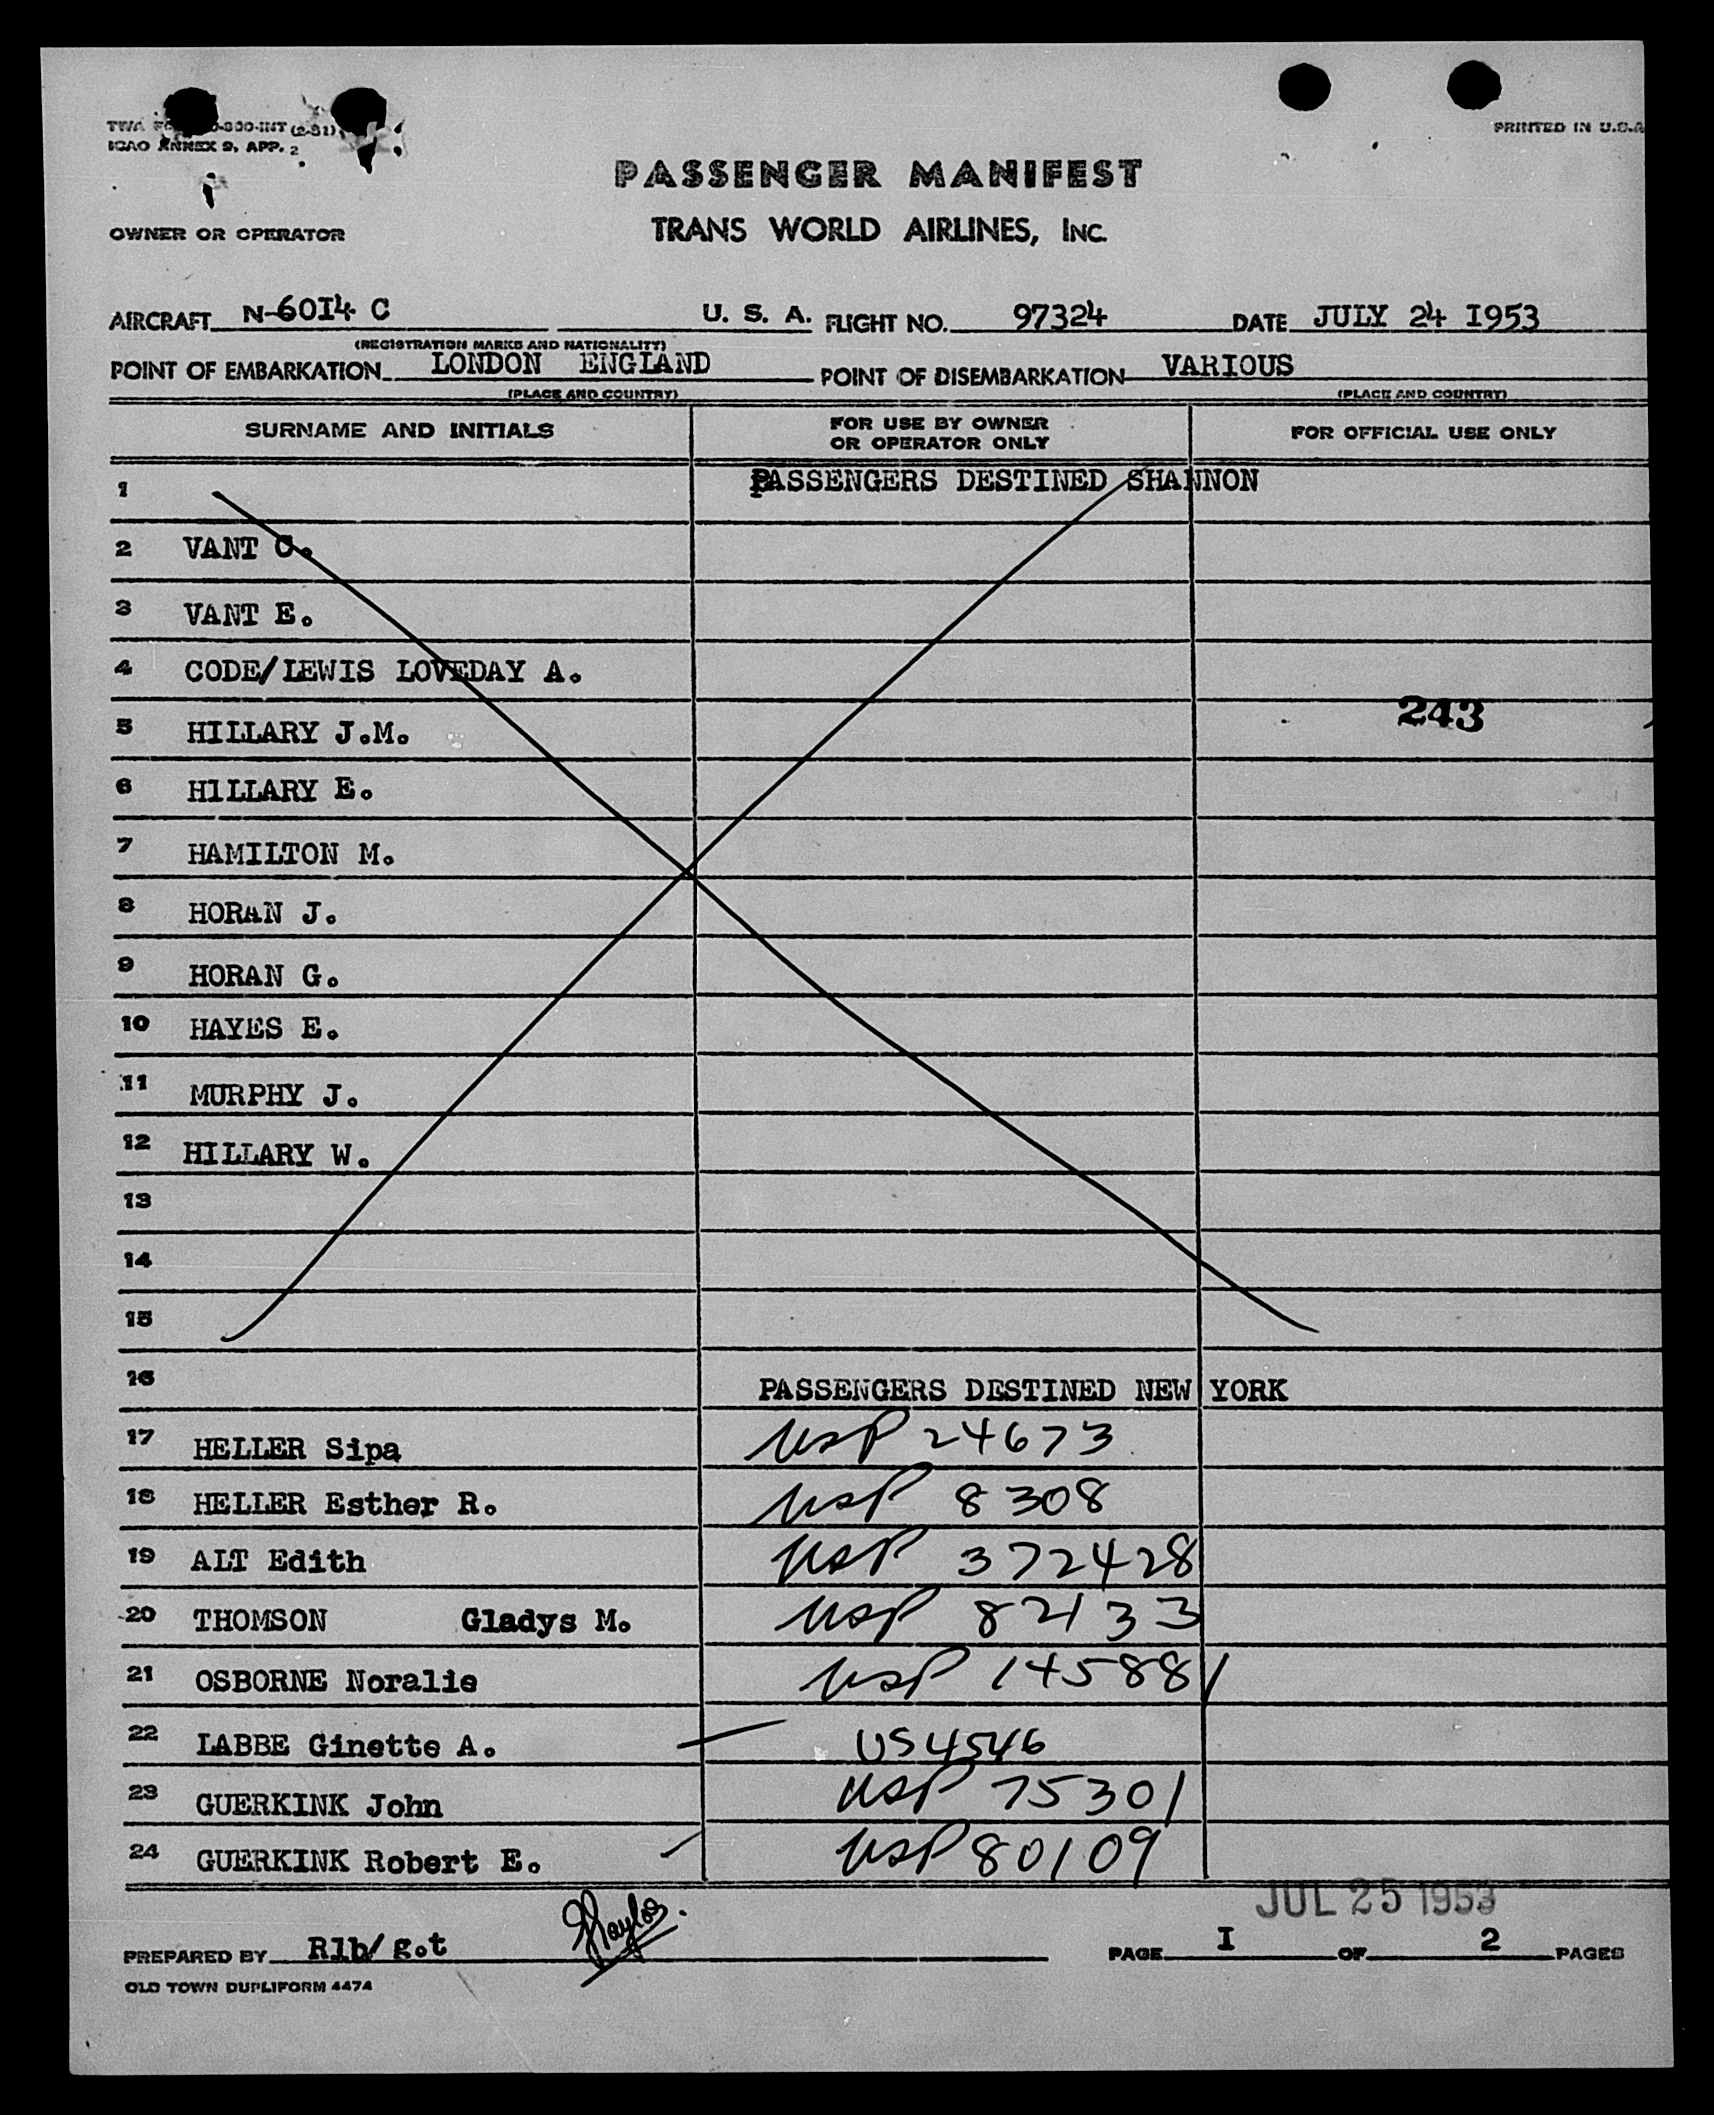 ICAO ANNEX 9, APP. 2
PRINTED IN U.S.A
PASSENGER MANIFEST
OWNER OR OPERATOR
TRANS WORLD AIRLINES, INC.
AIRCRAFT N-60I4 C U. S. A. FLIGHT NO. 97324 DATE JULY 24 I953
(REGISTRATION MARKS AND NATIONALITY)
POINT OF EMBARKATION LONDON ENGLAND POINT OF DISEMBARKATION VARIOUS
(PLACE AND COUNTRY) (PLACE AND COUNTRY)
SURNAME AND INITIALS FOR USE BY OWNER OR OPERATOR ONLY FOR OFFICIAL USE ONLY
1 PASSENGERS DESTINED SHANNON
2 VANT C.
3 VANT E.
4 CODE/LEWIS LOVEDAY A.
243
5 HILLARY J.M.
6 HILLARY E.
7 HAMILTON M.
8 HORAN J.
9 HORAN G.
10 HAYES E.
11 MURPHY J.
12 HILLARY W.
13
14
15
16 PASSENGERS DESTINED NEW YORK
17 HELLER Sipa USP 24673
18 HELLER Esther R. USP 8308
19 ALT Edith USP 372428
20 THOMSON Gladys M. USP 82133
21 OSBORNE Noralie USP 145881
22 LABBE Ginette A. US4546
23 GUERKINK John USP 75301
24 GUERKINK Robert E. USP 80109
JUL 25 1953
PREPARED BY Rlb/got PAGE I OF 2 PAGES
OLD TOWN DUPLIFORM 4474